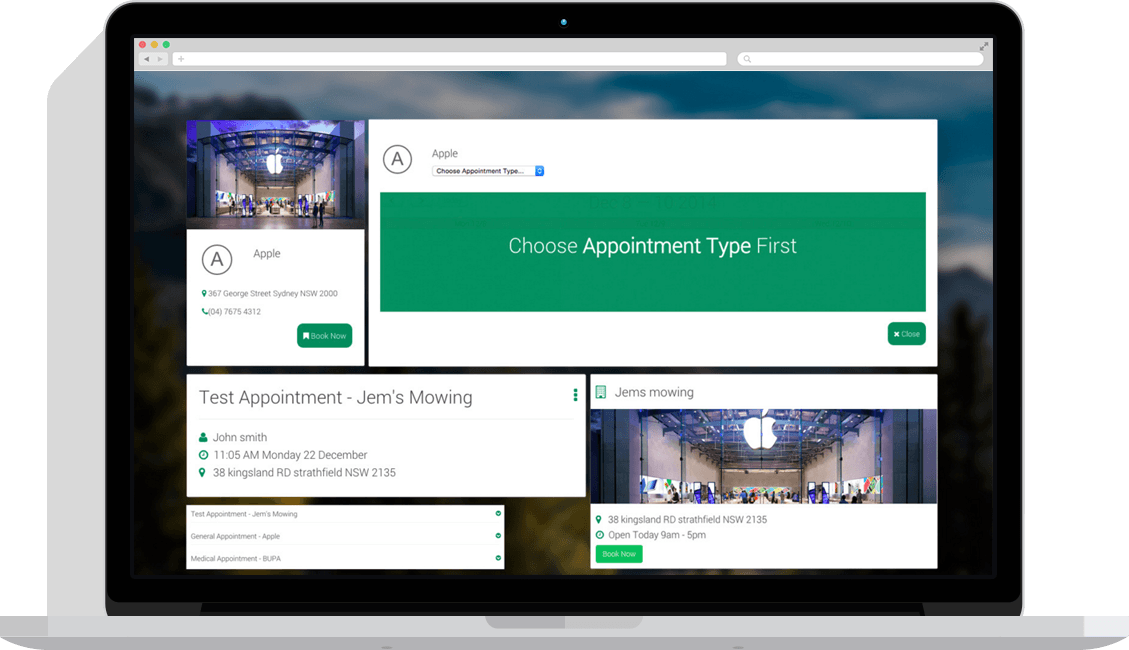 A
Apple
367 George Street Sydney NSW 2000
(04) 7675 4312
Book Now
A
Apple
Choose Appointment Type...
Choose Appointment Type First
Close
Test Appointment - Jem's Mowing
John smith
11:05 AM Monday 22 December
38 kingsland RD strathfield NSW 2135
Test Appointment - Jem's Mowing
General Appointment - Apple
Medical Appointment - BUPA
Jems mowing
38 kingsland RD strathfield NSW 2135
Open Today 9am - 5pm
Book Now